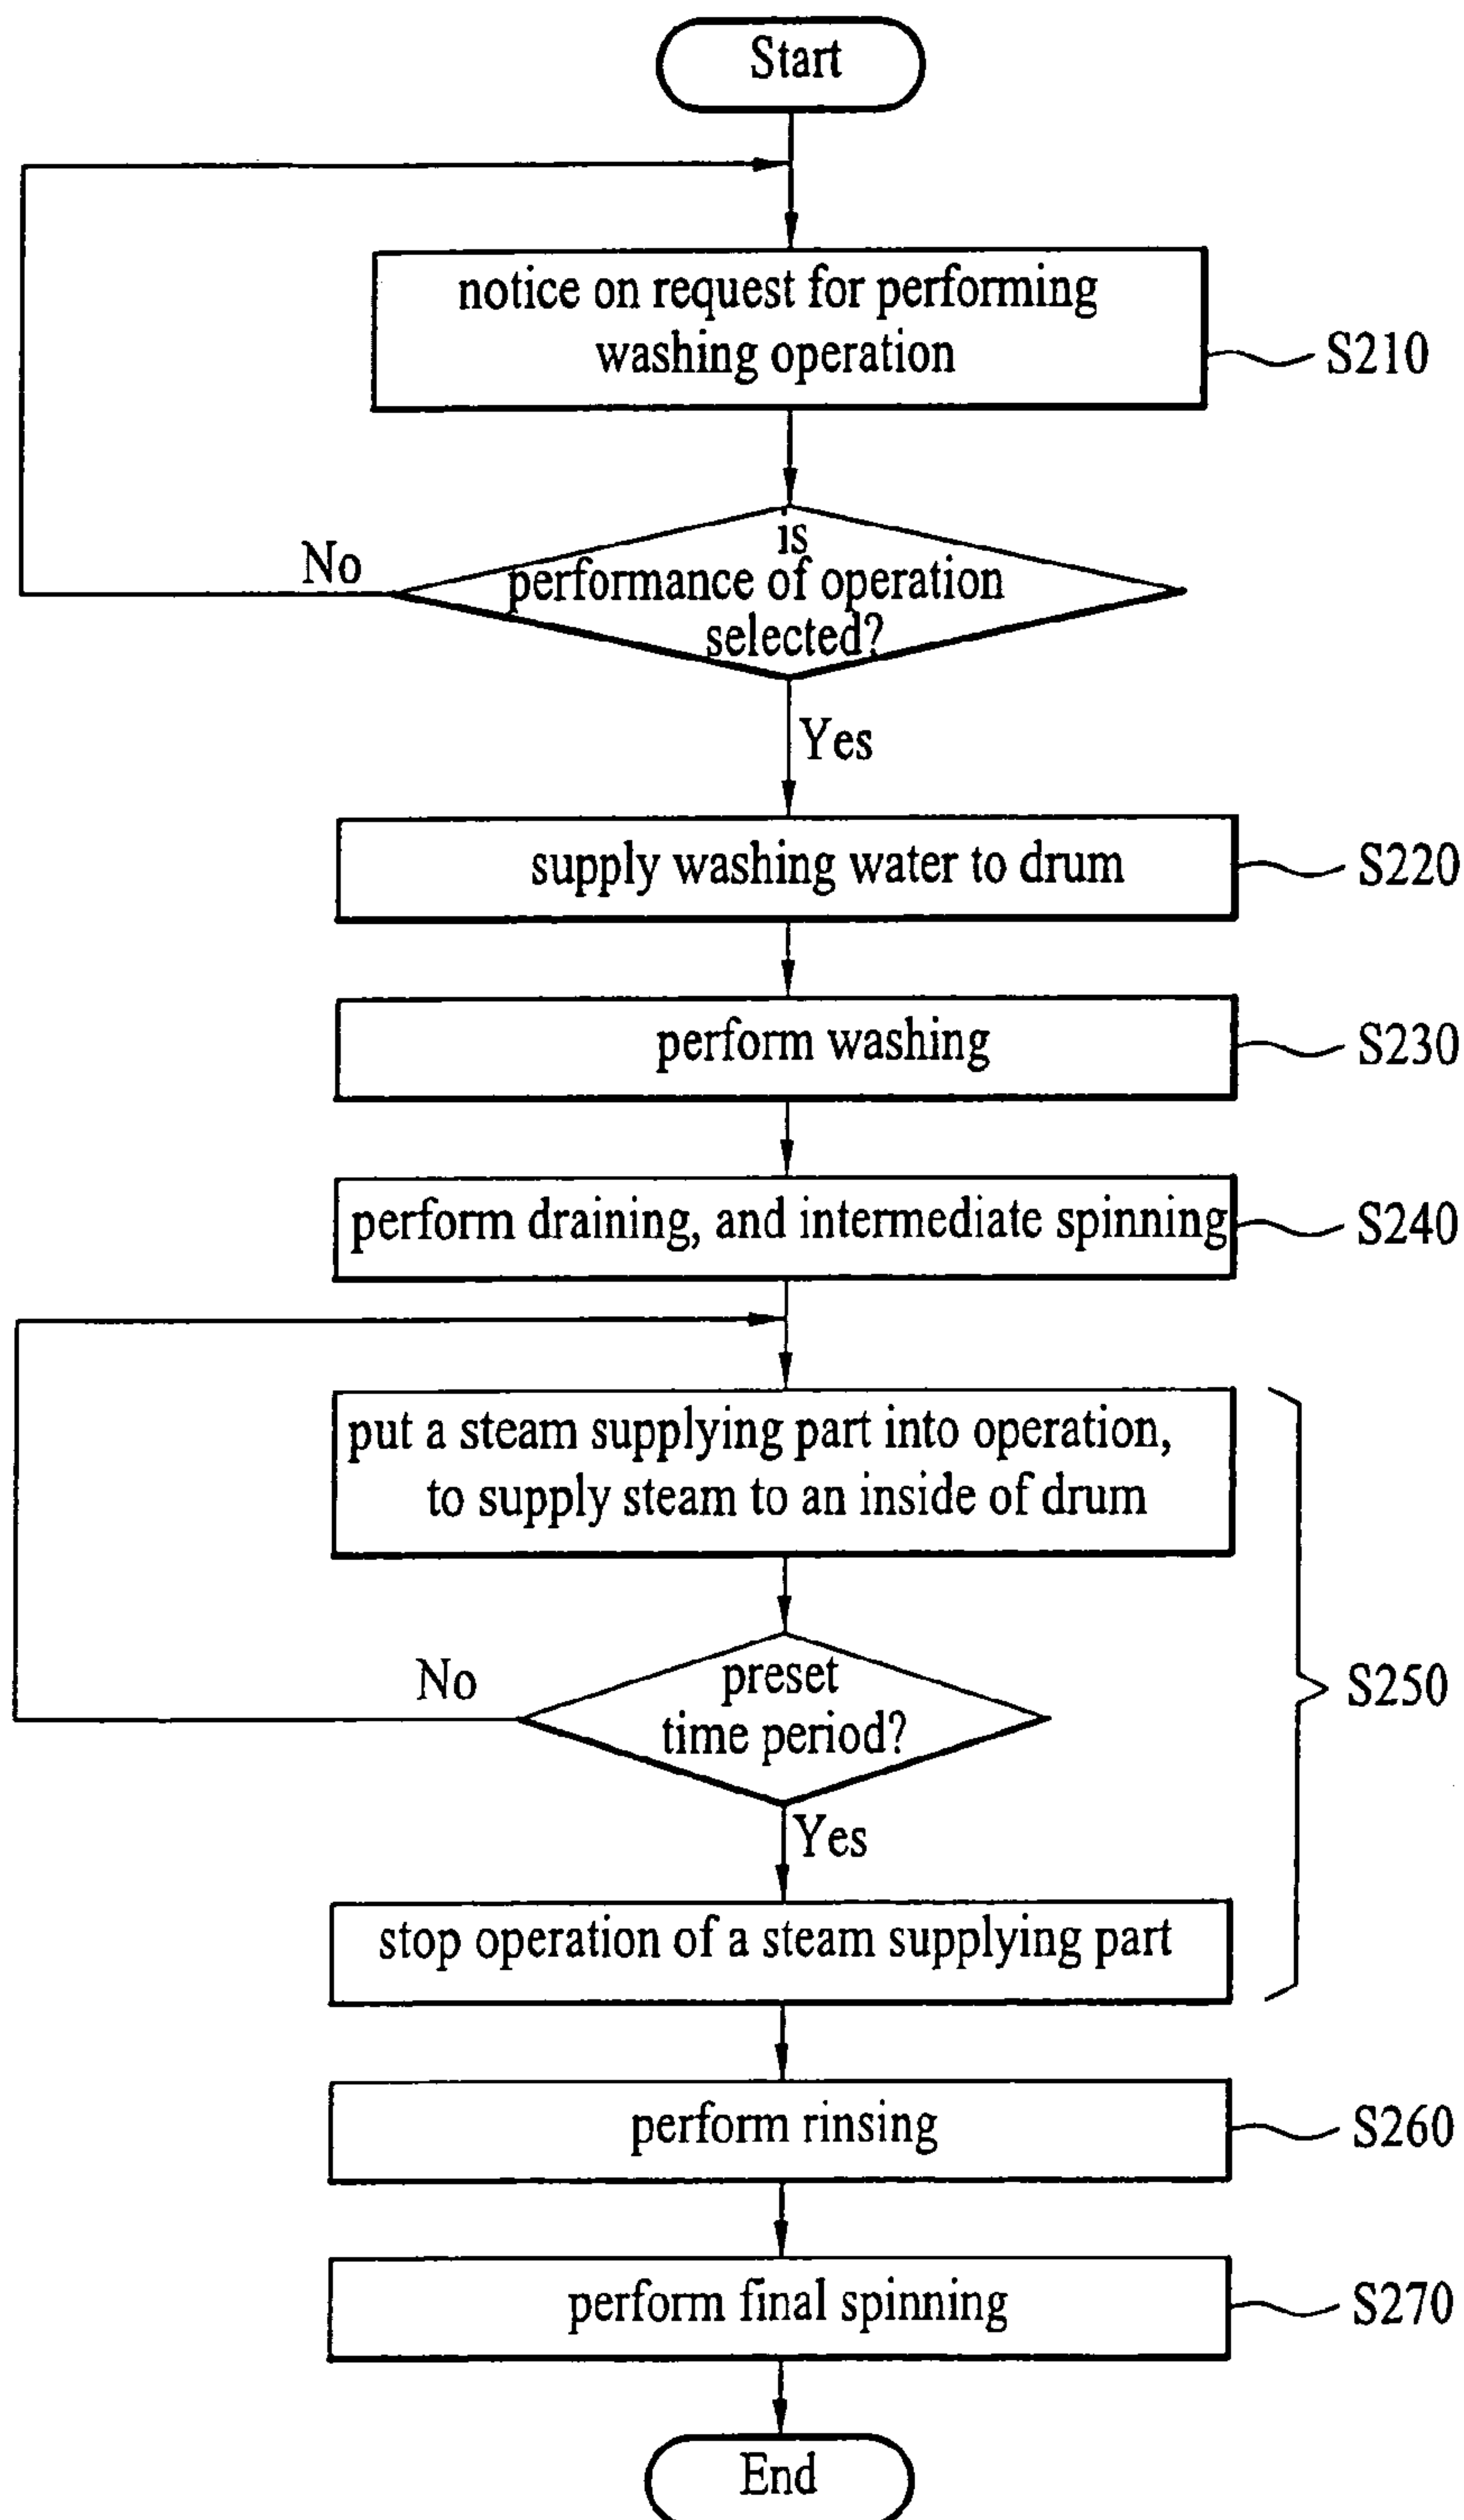 Start
notice on request for performing
washing operation
S210
is
performance of operation
selected?
No
Yes
supply washing water to drum
S220
perform washing
S230
perform draining, and intermediate spinning
S240
put a steam supplying part into operation,
to supply steam to an inside of drum
preset
time period?
No
S250
Yes
stop operation of a steam supplying part
perform rinsing
S260
perform final spinning
S270
End